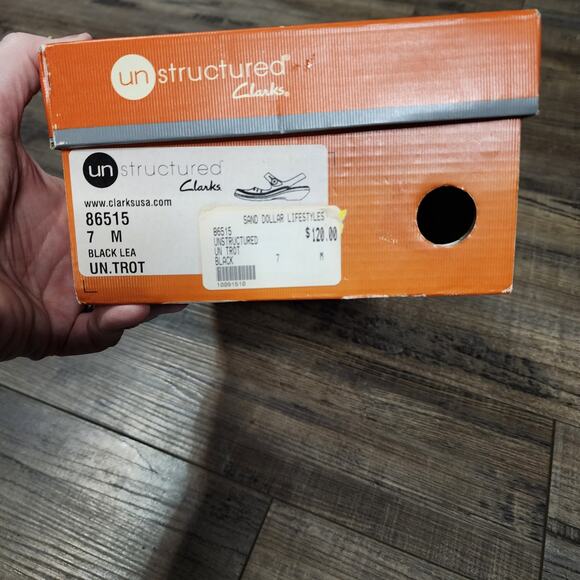 unstructured
Clarks.
unstructured
Clarks.
www.clarksusa.com
86515
7 M
BLACK LEA
UN.TROT
SAND DOLLAR LIFESTYLES
86515
$120.00
UNSTRUCTURED
UN TROT
BLACK 7 M
10091510